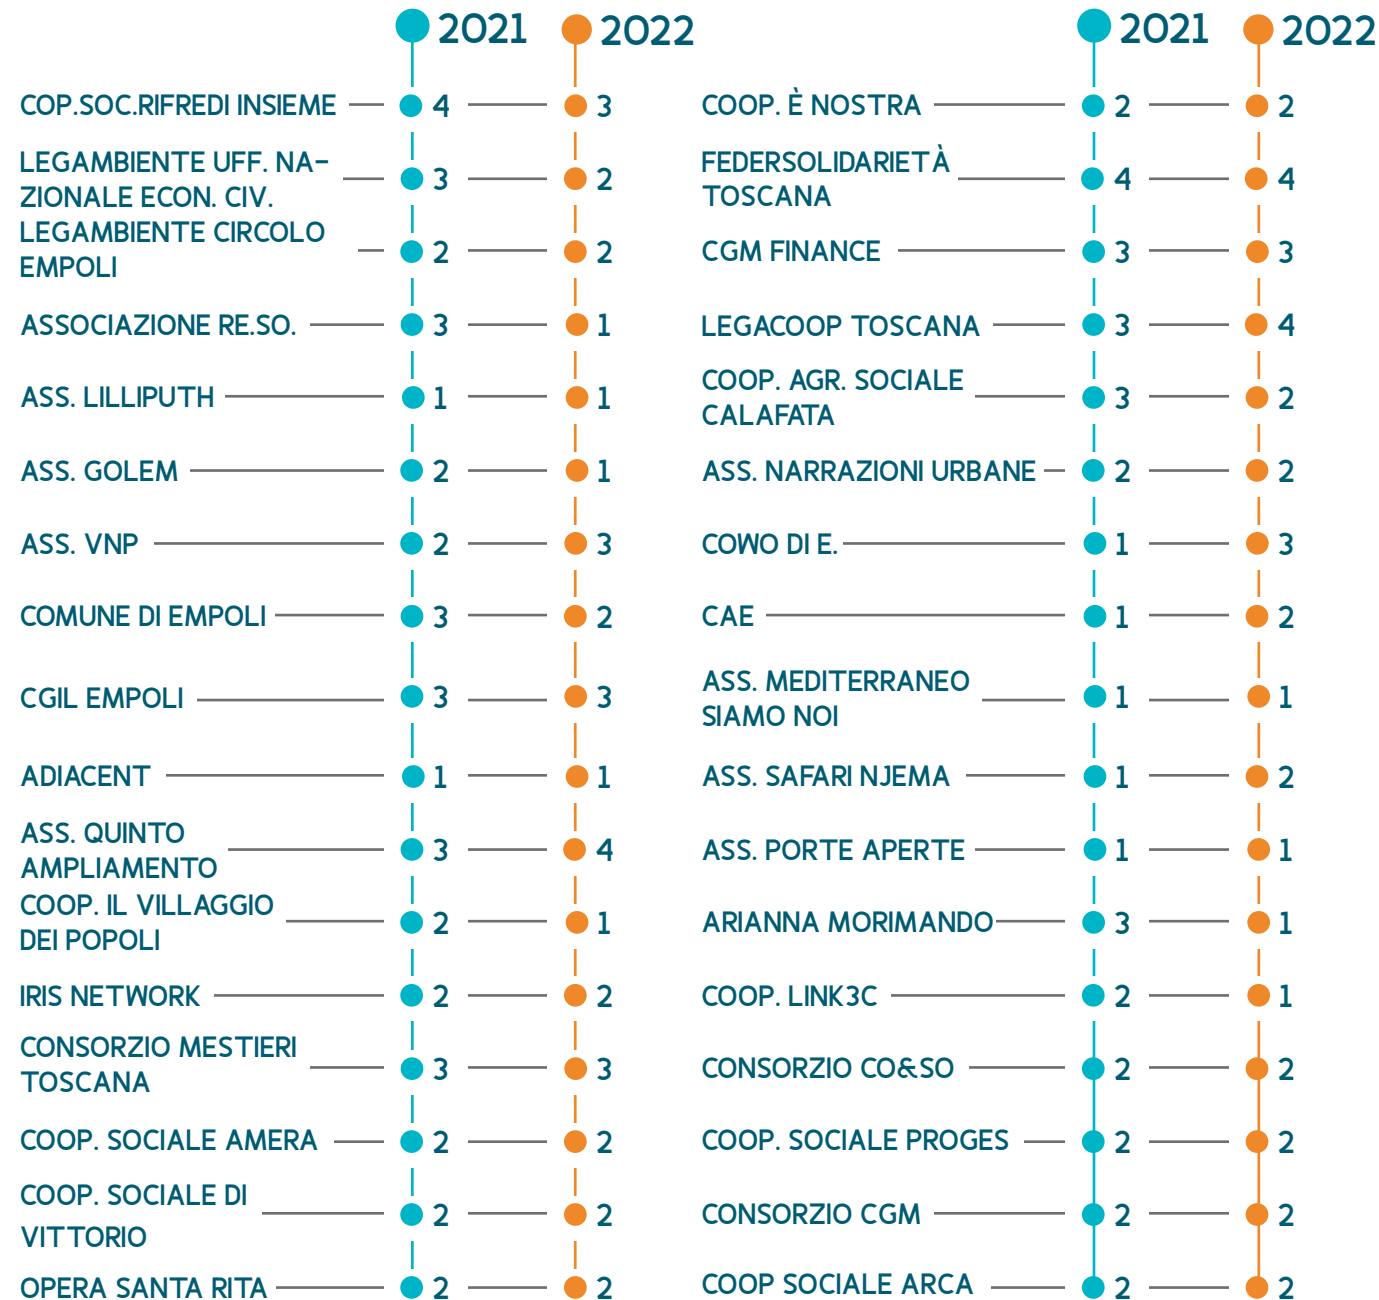 2021 2022
COP.SOC.RIFREDI INSIEME 4 3
LEGAMBIENTE UFF. NA-
ZIONALE ECON. CIV. 3 2
LEGAMBIENTE CIRCOLO
EMPOLI 2 2
ASSOCIAZIONE RE.SO. 3 1
ASS. LILLIPUTH 1 1
ASS. GOLEM 2 1
ASS. VNP 2 3
COMUNE DI EMPOLI 3 2
CGIL EMPOLI 3 3
ADIACENT 1 1
ASS. QUINTO
AMPLIAMENTO 3 4
COOP. IL VILLAGGIO
DEI POPOLI 2 1
IRIS NETWORK 2 2
CONSORZIO MESTIERI
TOSCANA 3 3
COOP. SOCIALE AMERA 2 2
COOP. SOCIALE DI
VITTORIO 2 2
OPERA SANTA RITA 2 2
2021 2022
COOP. È NOSTRA 2 2
FEDERSOLIDARIETÀ
TOSCANA 4 4
CGM FINANCE 3 3
LEGACOOP TOSCANA 3 4
COOP. AGR. SOCIALE
CALAFATA 3 2
ASS. NARRAZIONI URBANE 2 2
COWO DI E. 1 3
CAE 1 2
ASS. MEDITERRANEO
SIAMO NOI 1 1
ASS. SAFARI NJEMA 1 2
ASS. PORTE APERTE 1 1
ARIANNA MORIMANDO 3 1
COOP. LINK3C 2 1
CONSORZIO CO&SO 2 2
COOP. SOCIALE PROGES 2 2
CONSORZIO CGM 2 2
COOP SOCIALE ARCA 2 2